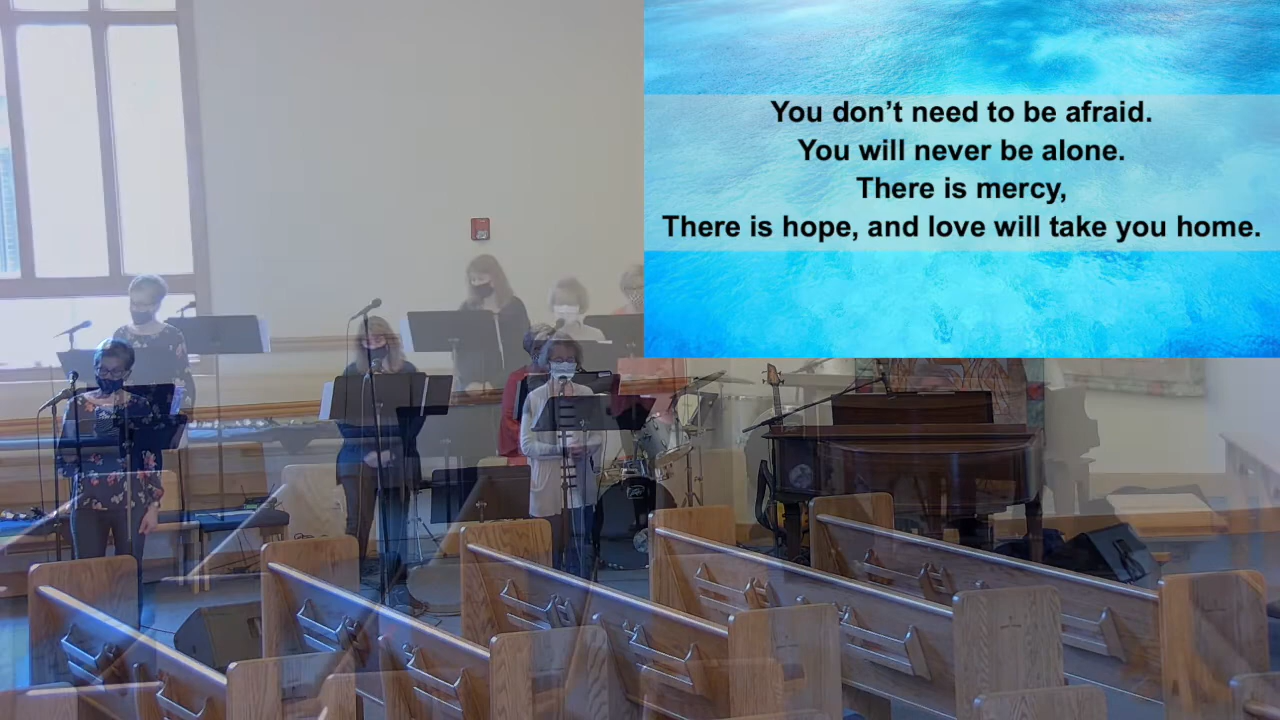 You don’t need to be afraid.
You will never be alone.
There is mercy,
There is hope, and love will take you home.